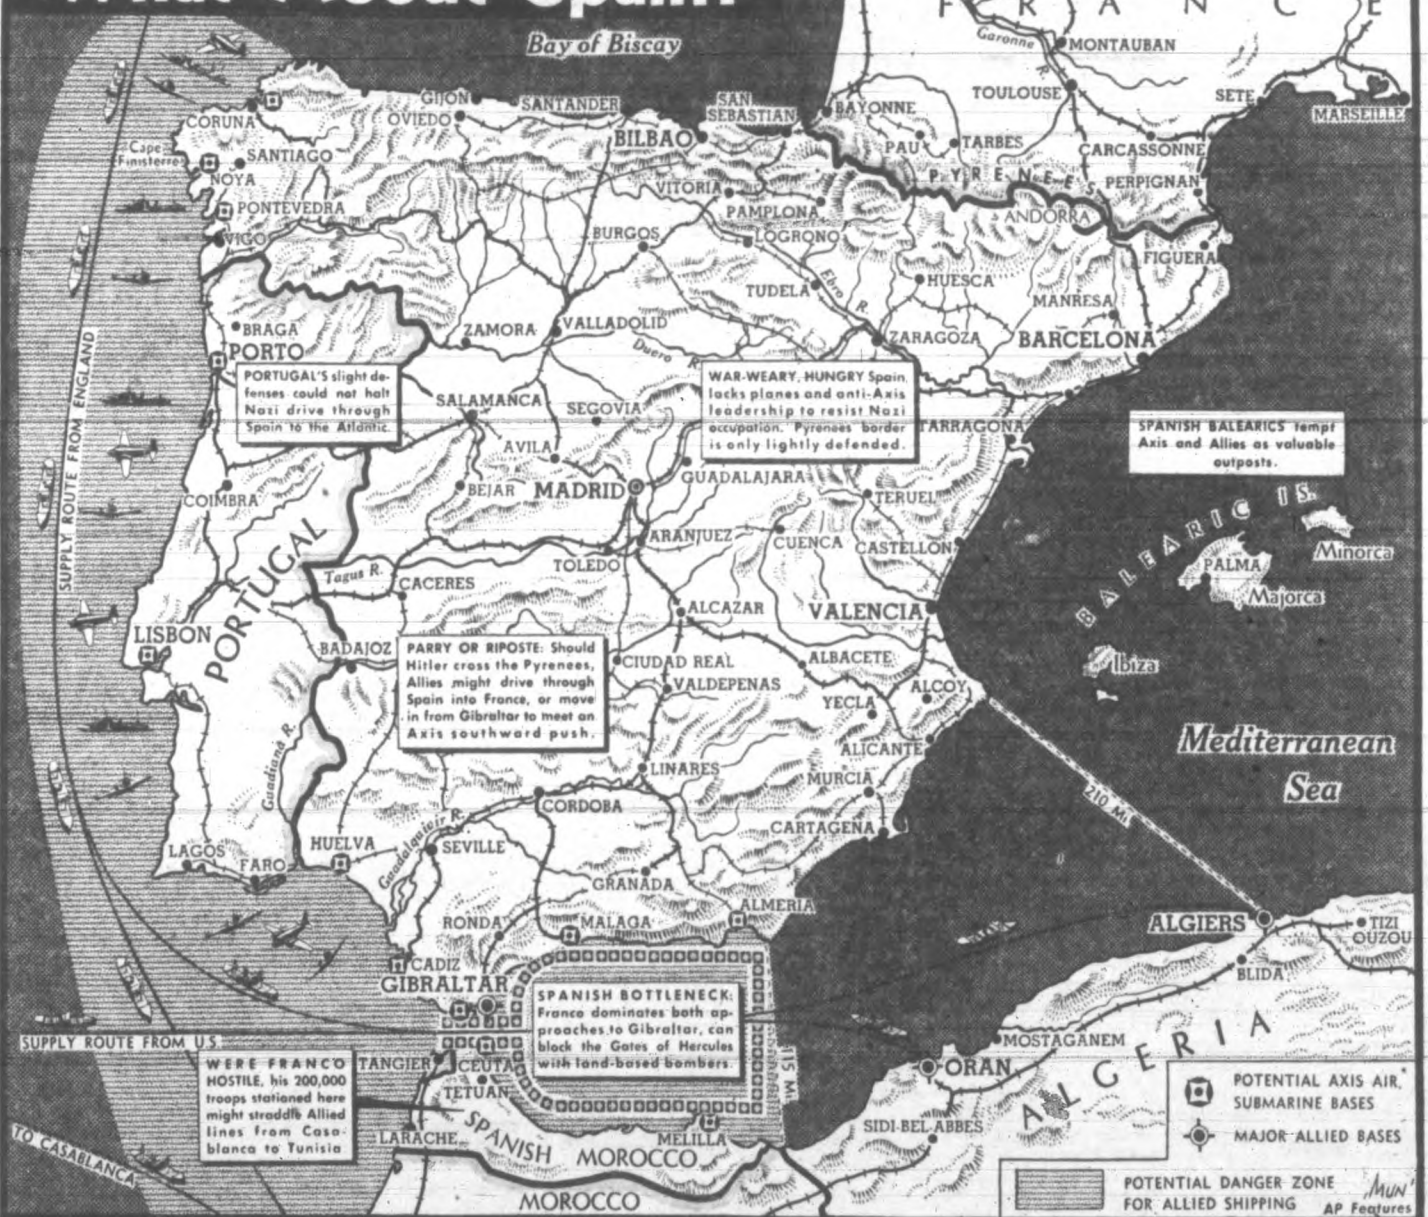 What About Spain?
Bay of Biscay
FRANCE
Garonne R.
MONTAUBAN
TOULOUSE
SETE
MARSEILLE
GIJON
SANTANDER
SAN
SEBASTIAN
BAYONNE
CORUNA
OVIEDO
BILBAO
PAU
TARBES
CARCASSONNE
Cape
Finisterre
SANTIAGO
NOYA
PYRENEES
PERPIGNAN
VITORIA
PAMPLONA
ANDORRA
PONTEVEDRA
VIGO
BURGOS
LOGRONO
FIGUERA
HUESCA
TUDELA
Ebro R.
MANRESA
BRAGA
ZAMORA
VALLADOLID
ZARAGOZA
BARCELONA
PORTO
Duero R.
PORTUGAL'S slight de-
fenses could not halt
Nazi drive through
Spain to the Atlantic.
WAR-WEARY, HUNGRY Spain
lacks planes and anti-Axis
leadership to resist Nazi
occupation. Pyrenees border
is only lightly defended.
SALAMANCA
SEGOVIA
TARRAGONA
SPANISH BALEARICS tempt
Axis and Allies as valuable
outposts.
AVILA
GUADALAJARA
COIMBRA
BEJAR
MADRID
TERUEL
BALEARIC IS.
Minorca
PALMA
Majorca
Ibiza
SUPPLY ROUTE FROM ENGLAND
PORTUGAL
ARANJUEZ
CUENCA
CASTELLON
TOLEDO
Tagus R.
CACERES
ALCAZAR
VALENCIA
LISBON
BADAJOZ
PARRY OR RIPOSTE: Should
Hitler cross the Pyrenees,
Allies might drive through
Spain into France, or move
in from Gibraltar to meet an
Axis southward push.
CIUDAD REAL
ALBACETE
VALDEPENAS
ALCOY
YECLA
ALICANTE
Mediterranean
Sea
Guadiana R.
LINARES
MURCIA
210 MI.
CORDOBA
CARTAGENA
Guadalquivir R.
HUELVA
SEVILLE
LAGOS
FARO
GRANADA
RONDA
MALAGA
ALMERIA
ALGIERS
TIZI
OUZOU
BLIDA
CADIZ
GIBRALTAR
SPANISH BOTTLENECK:
Franco dominates both ap-
proaches to Gibraltar, can
block the Gates of Hercules
with land-based bombers.
115 MI.
SUPPLY ROUTE FROM U.S.
MOSTAGANEM
ORAN
ALGERIA
WERE FRANCO
HOSTILE, his 200,000
troops stationed here
might straddle Allied
lines from Casa-
blanca to Tunisia
TANGIER
CEUTA
TETUAN
LARACHE
SPANISH MOROCCO
MELILLA
SIDI-BEL-ABBES
TO CASABLANCA
MOROCCO
POTENTIAL AXIS AIR,
SUBMARINE BASES
MAJOR ALLIED BASES
POTENTIAL DANGER ZONE
FOR ALLIED SHIPPING
MUN
AP Features